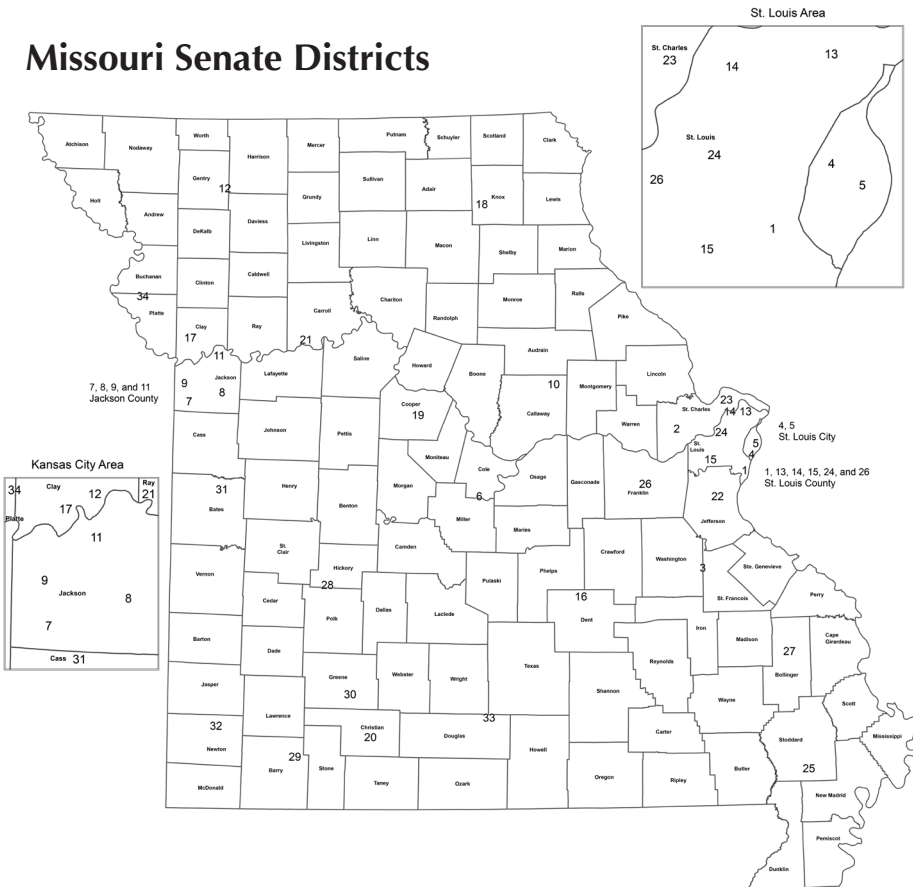 Missouri Senate Districts
St. Louis Area
St. Charles
23
14
13
St. Louis
24
4
5
26
1
15
Atchison
Nodaway
Worth
Harrison
Mercer
Putnam
Schuyler
Scotland
Clark
Holt
Gentry
12
Grundy
Sullivan
Adair
18
Knox
Lewis
Andrew
DeKalb
Daviess
Livingston
Linn
Macon
Shelby
Marion
Buchanan
34
Clinton
Caldwell
Chariton
Monroe
Ralls
Platte
Clay
17
Ray
Carroll
21
Randolph
Pike
11
Saline
Howard
Boone
Audrain
Montgomery
Lincoln
7, 8, 9, and 11
Jackson County
9
Jackson
7
8
Lafayette
Cooper
19
10
Callaway
Warren
St. Charles
2
23
14
13
24
St.
Louis
15
5
4
1
4, 5
St. Louis City
1, 13, 14, 15, 24, and 26
St. Louis County
Cass
Johnson
Pettis
Moniteau
Cole
6
Osage
Gasconade
26
Franklin
22
Jefferson
Kansas City Area
34
Clay
12
Ray
21
17
Platte
11
9
Jackson
8
7
Cass 31
31
Bates
Henry
Benton
Morgan
Miller
Maries
Camden
Crawford
Washington
3
Ste. Genevieve
St. Francois
Perry
Vernon
St.
Clair
Hickory
28
Pulaski
Phelps
16
Dent
Cedar
Polk
Dallas
Laclede
Iron
Madison
27
Bollinger
Cape
Girardeau
Barton
Dade
Texas
Reynolds
Jasper
Greene
30
Webster
Wright
Shannon
Wayne
Scott
32
Newton
Lawrence
Christian
20
33
Douglas
Howell
Carter
Stoddard
25
Mississippi
McDonald
29
Barry
Stone
Taney
Ozark
Oregon
Ripley
Butler
New Madrid
Pemiscot
Dunklin